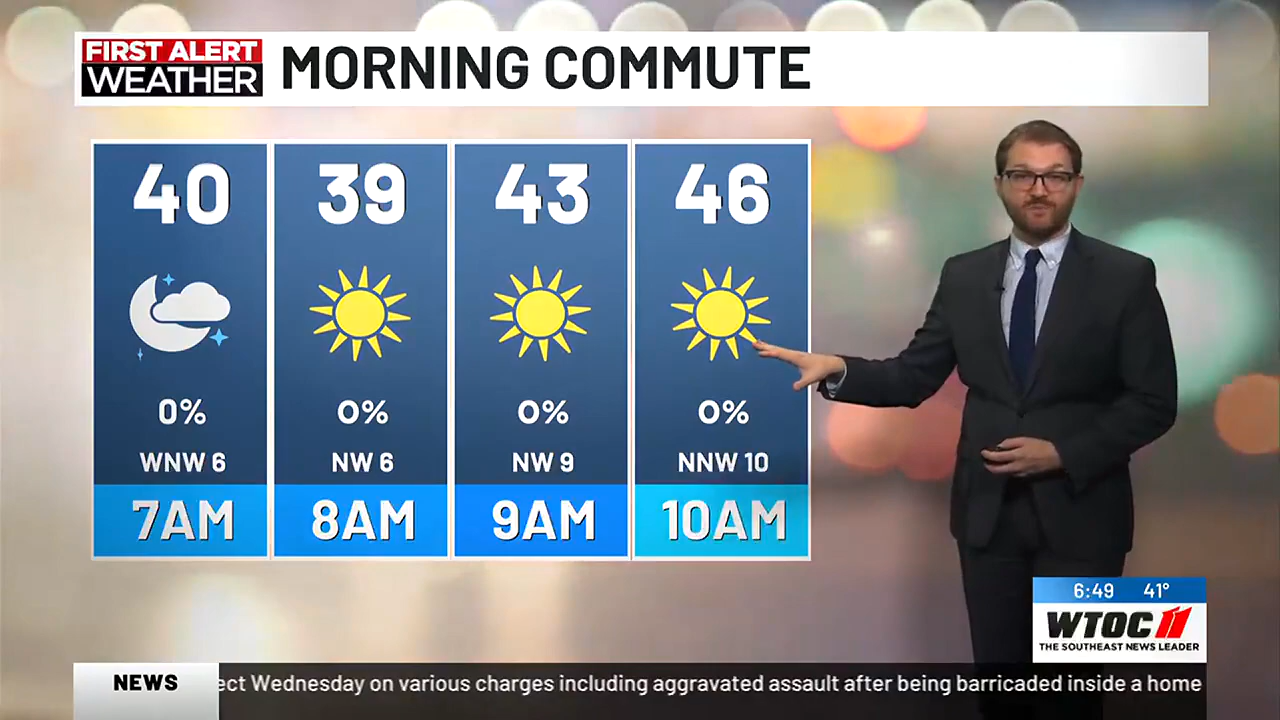 FIRST ALERT
WEATHER
MORNING COMMUTE
40
39
43
46
0%
0%
0%
0%
WNW 6
NW 6
NW 9
NNW 10
7AM
8AM
9AM
10AM
6:49 41°
WTOC 11
THE SOUTHEAST NEWS LEADER
NEWS
ect Wednesday on various charges including aggravated assault after being barricaded inside a home